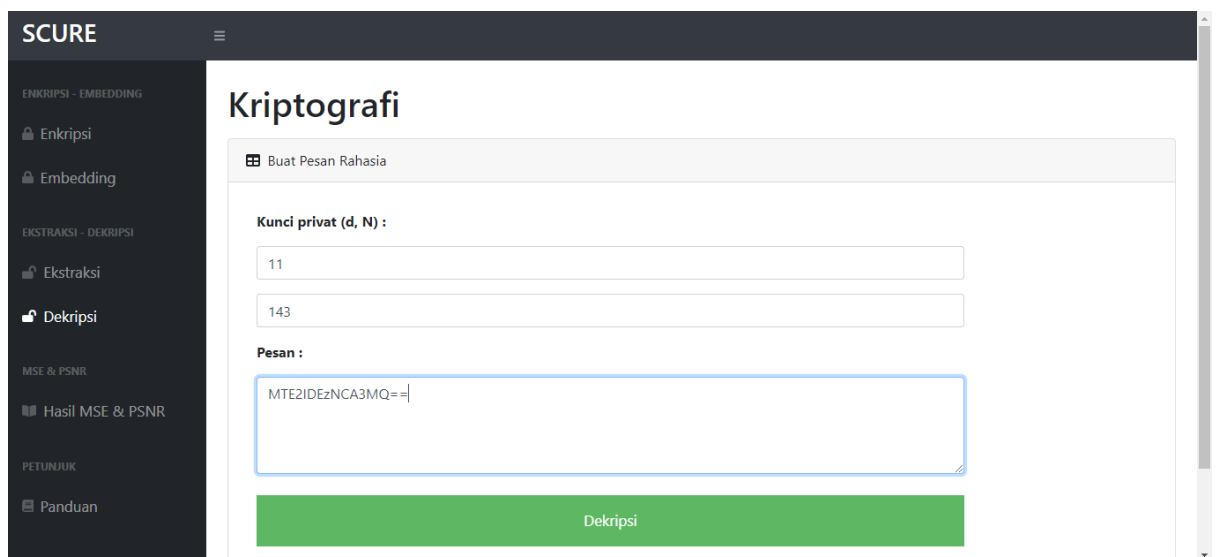 SCURE
ENKRIPSI - EMBEDDING
Enkripsi
Embedding
EKSTRAKSI - DEKRIPSI
Ekstraksi
Dekripsi
MSE & PSNR
Hasil MSE & PSNR
PETUNJUK
Panduan
Kriptografi
Buat Pesan Rahasia
Kunci privat (d, N) :
11
143
Pesan :
MTE2IDEzNCA3MQ==
Dekripsi